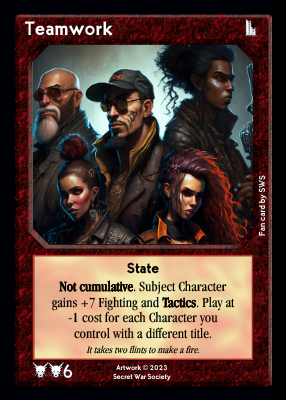 Teamwork
Fan card by SWS
State
Not cumulative. Subject Character
gains +7 Fighting and Tactics. Play at
-1 cost for each Character you
control with a different title.
It takes two flints to make a fire.
6
Artwork © 2023
Secret War Society